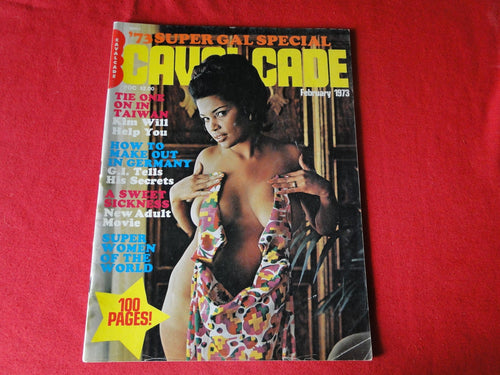 '73 SUPER GAL SPECIAL
CAVALCADE
CAVALCADE
February 1973
TIE ONE
ON IN
TAIWAN
Kim Will
Help You
HOW TO
MAKE OUT
IN GERMANY
G.I. Tells
His Secrets
A SWEET
SICKNESS
New Adult
Movie
SUPER
WOMEN
OF THE
WORLD
100
PAGES!